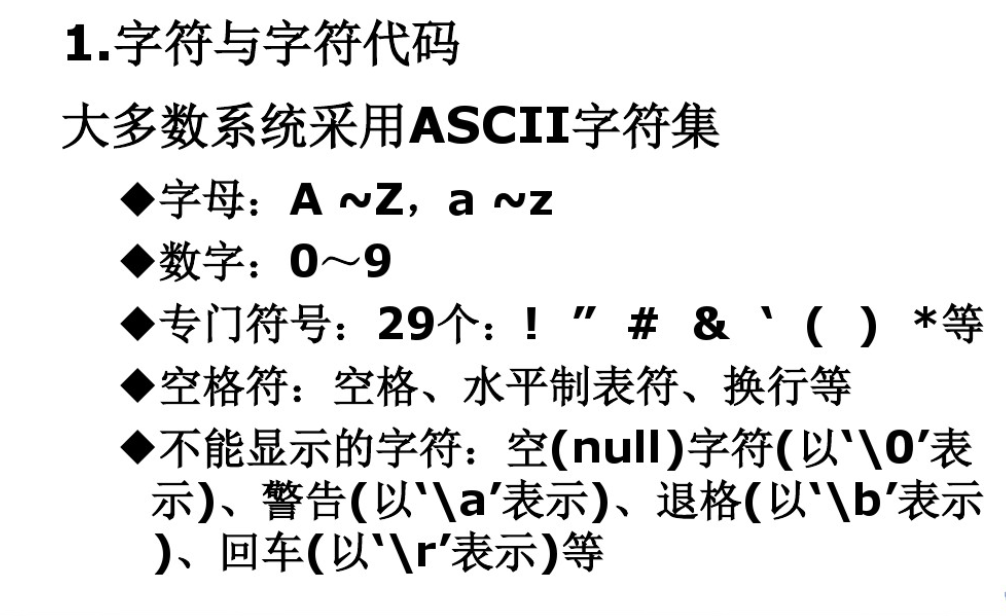 1.字符与字符代码
大多数系统采用ASCII字符集
◆字母：A ~Z，a ~z
◆数字：0～9
◆专门符号：29个：! ” # & ‵ ( ) *等
◆空格符：空格、水平制表符、换行等
◆不能显示的字符：空(null)字符(以‵\0′表
示)、警告(以‵\a′表示)、退格(以‵\b′表示
)、回车(以‵\r′表示)等